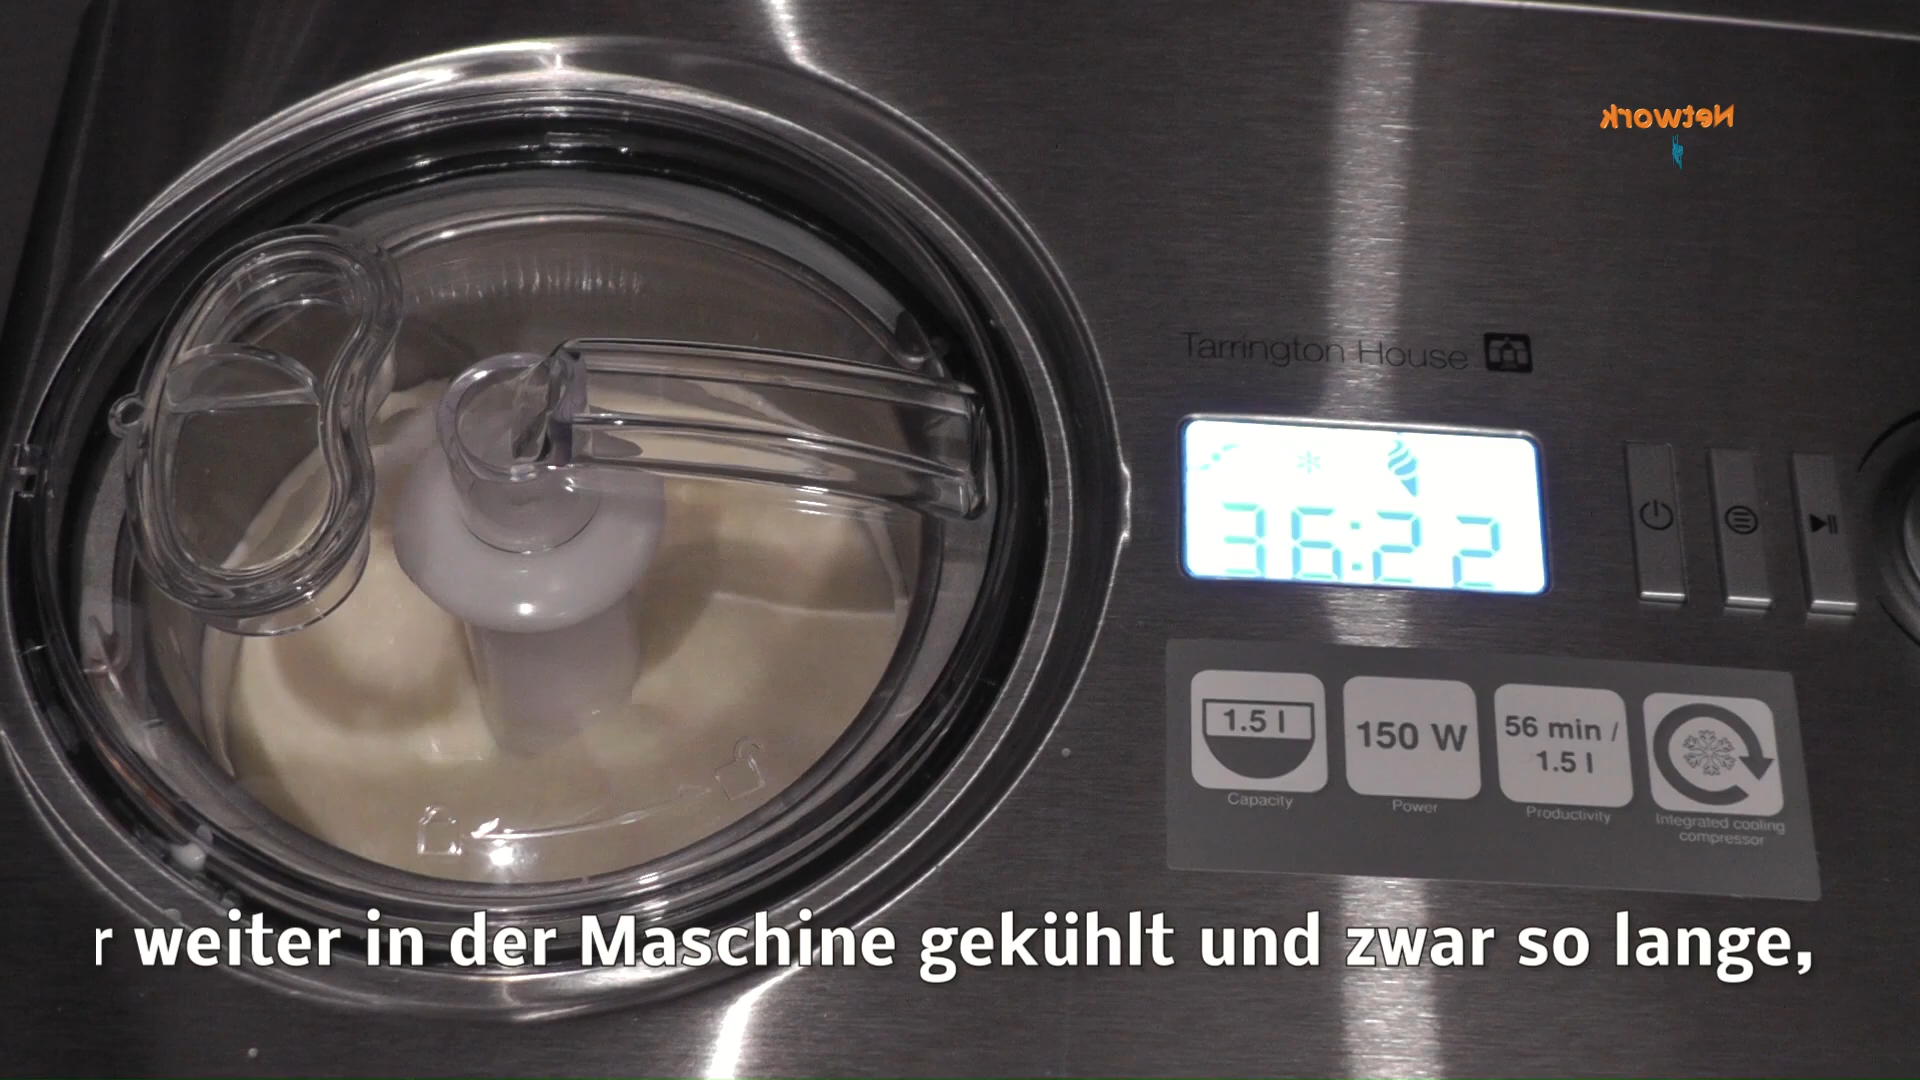 Network
Tarrington House
36:22
1.5 l
Capacity
150 W
Power
56 min /
1.5 l
Productivity
Integrated cooling
compressor
r weiter in der Maschine gekühlt und zwar so lange,